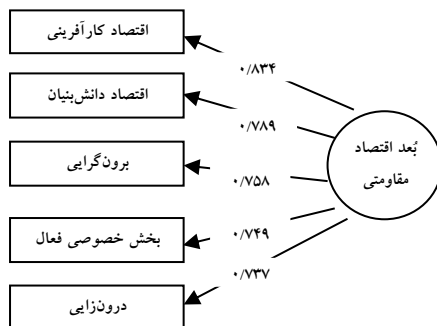 اقتصاد کارآفرینی
۰/۸۳۴
اقتصاد دانش‌بنیان
۰/۷۸۹
بُعد اقتصاد
مقاومتی
برون‌گرایی
۰/۷۵۸
بخش خصوصی فعال
۰/۷۴۹
درون‌زایی
۰/۷۳۷